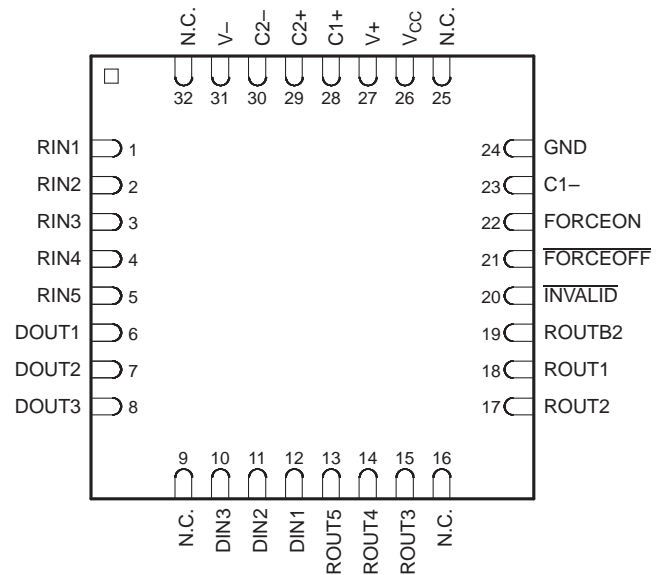 N.C. V– C2– C2+ C1+ V+ VCC N.C.
32 31 30 29 28 27 26 25
RIN1 1 24 GND
RIN2 2 23 C1–
RIN3 3 22 FORCEON
RIN4 4 21 FORCEOFF
RIN5 5 20 INVALID
DOUT1 6 19 ROUTB2
DOUT2 7 18 ROUT1
DOUT3 8 17 ROUT2
9 10 11 12 13 14 15 16
N.C. DIN3 DIN2 DIN1 ROUT5 ROUT4 ROUT3 N.C.